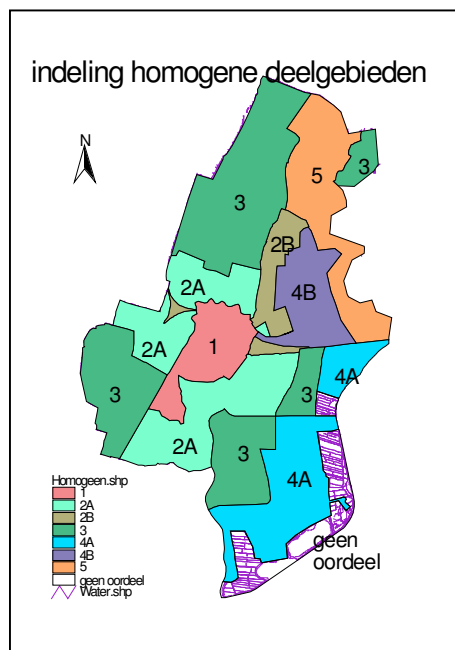 indeling homogene deelgebieden
N
3
5
3
2B
2A
4B
2A
1
4A
3
3
2A
3
4A
geen
oordeel
Homogeen.shp
1
2A
2B
3
4A
4B
5
geen oordeel
Water.shp